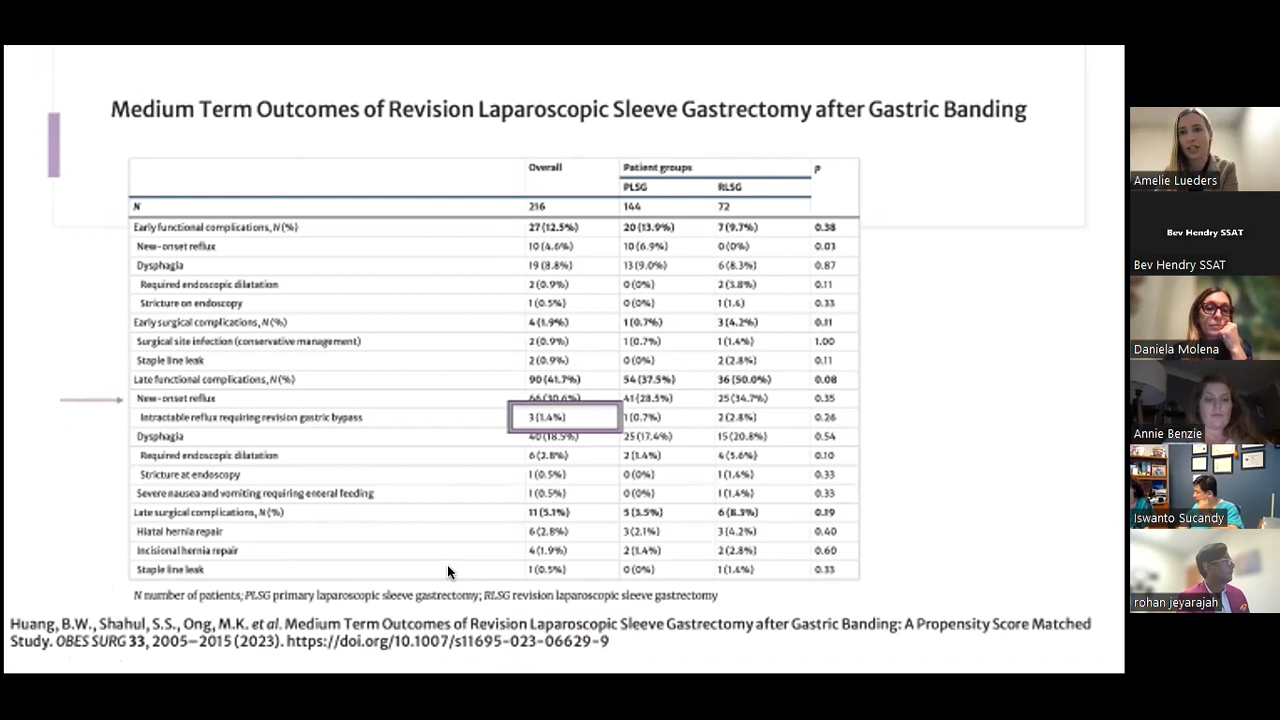 Medium Term Outcomes of Revision Laparoscopic Sleeve Gastrectomy after Gastric Banding
Overall Patient groups p
PLSG RLSG
N 216 144 72
Early functional complications, N (%) 27 (12.5%) 20 (13.9%) 7 (9.7%) 0.38
New-onset reflux 10 (4.6%) 10 (6.9%) 0 (0%) 0.03
Dysphagia 19 (8.8%) 13 (9.0%) 6 (8.3%) 0.87
Required endoscopic dilatation 2 (0.9%) 0 (0%) 2 (3.8%) 0.11
Stricture on endoscopy 1 (0.5%) 0 (0%) 1 (1.4) 0.33
Early surgical complications, N (%) 4 (1.9%) 1 (0.7%) 3 (4.2%) 0.11
Surgical site infection (conservative management) 2 (0.9%) 1 (0.7%) 1 (1.4%) 1.00
Staple line leak 2 (0.9%) 0 (0%) 2 (2.8%) 0.11
Late functional complications, N (%) 90 (41.7%) 54 (37.5%) 36 (50.0%) 0.08
New-onset reflux 66 (30.6%) 41 (28.5%) 25 (34.7%) 0.35
Intractable reflux requiring revision gastric bypass 3 (1.4%) 1 (0.7%) 2 (2.8%) 0.26
Dysphagia 40 (18.5%) 25 (17.4%) 15 (20.8%) 0.54
Required endoscopic dilatation 6 (2.8%) 2 (1.4%) 4 (5.6%) 0.10
Stricture at endoscopy 1 (0.5%) 0 (0%) 1 (1.4%) 0.33
Severe nausea and vomiting requiring enteral feeding 1 (0.5%) 0 (0%) 1 (1.4%) 0.33
Late surgical complications, N (%) 11 (5.1%) 5 (3.5%) 6 (8.3%) 0.19
Hiatal hernia repair 6 (2.8%) 3 (2.1%) 3 (4.2%) 0.40
Incisional hernia repair 4 (1.9%) 2 (1.4%) 2 (2.8%) 0.60
Staple line leak 1 (0.5%) 0 (0%) 1 (1.4%) 0.33
N number of patients; PLSG primary laparoscopic sleeve gastrectomy; RLSG revision laparoscopic sleeve gastrectomy
Huang, B.W., Shahul, S.S., Ong, M.K. et al. Medium Term Outcomes of Revision Laparoscopic Sleeve Gastrectomy after Gastric Banding: A Propensity Score Matched
Study. OBES SURG 33, 2005–2015 (2023). https://doi.org/10.1007/s11695-023-06629-9
Amelie Lueders
Bev Hendry SSAT
Bev Hendry SSAT
Daniela Molena
Annie Benzie
Iswanto Sucandy
rohan jeyarajah